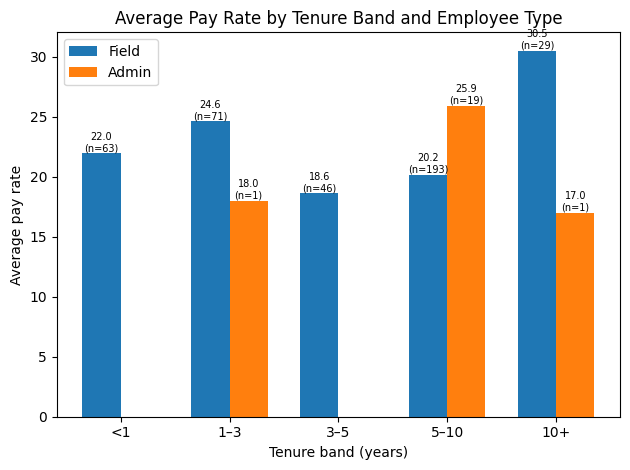 Average Pay Rate by Tenure Band and Employee Type
Field
Admin
30.5
(n=29)
30
25.9
(n=19)
25
24.6
(n=71)
22.0
(n=63)
20.2
(n=193)
20
18.6
(n=46)
18.0
(n=1)
17.0
(n=1)
15
10
5
0
Average pay rate
<1
1–3
3–5
5–10
10+
Tenure band (years)